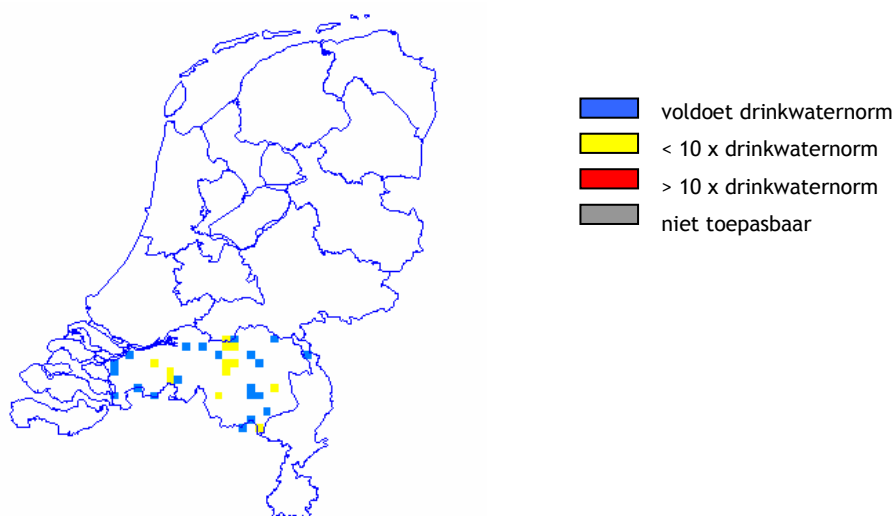 voldoet drinkwaternorm
< 10 x drinkwaternorm
> 10 x drinkwaternorm
niet toepasbaar